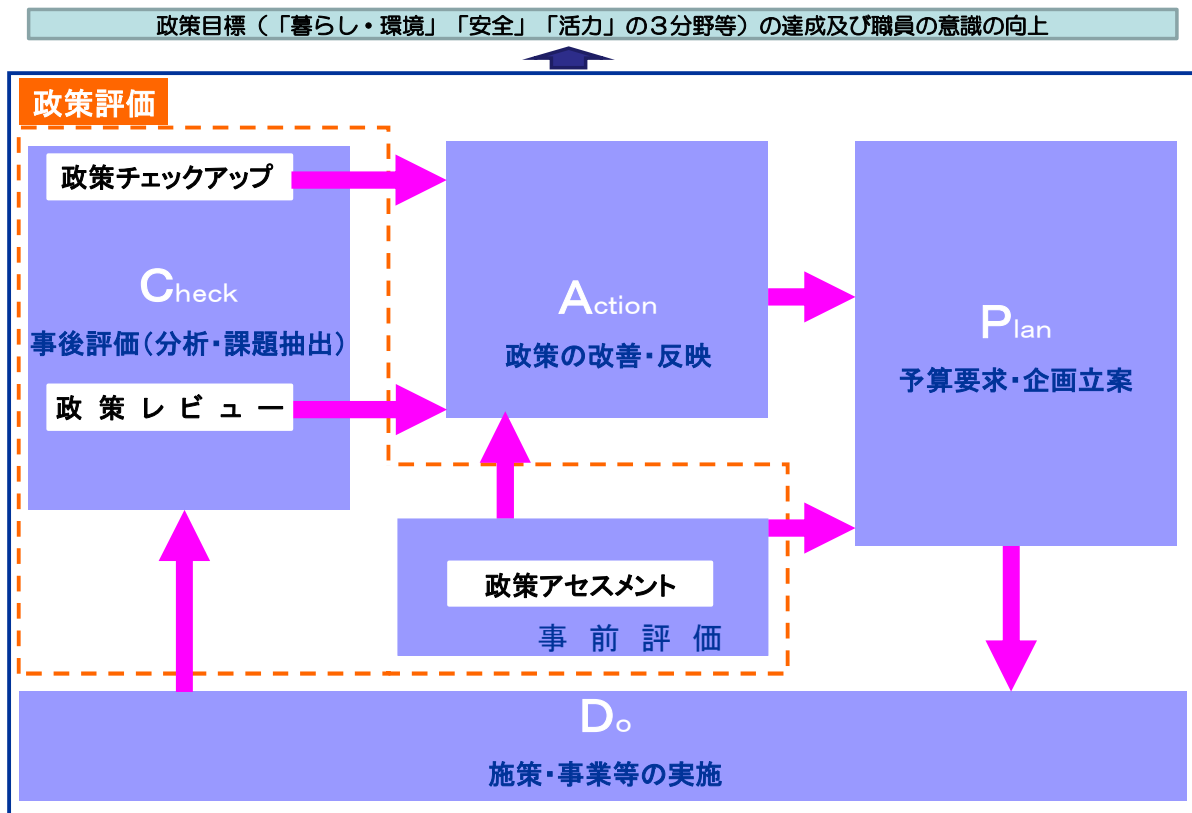 政策目標（「暮らし・環境」「安全」「活力」の３分野等）の達成及び職員の意識の向上
政策評価
政策チェックアップ
Check
事後評価（分析・課題抽出）
政策レビュー
Action
政策の改善・反映
Plan
予算要求・企画立案
政策アセスメント
事前評価
Do
施策・事業等の実施